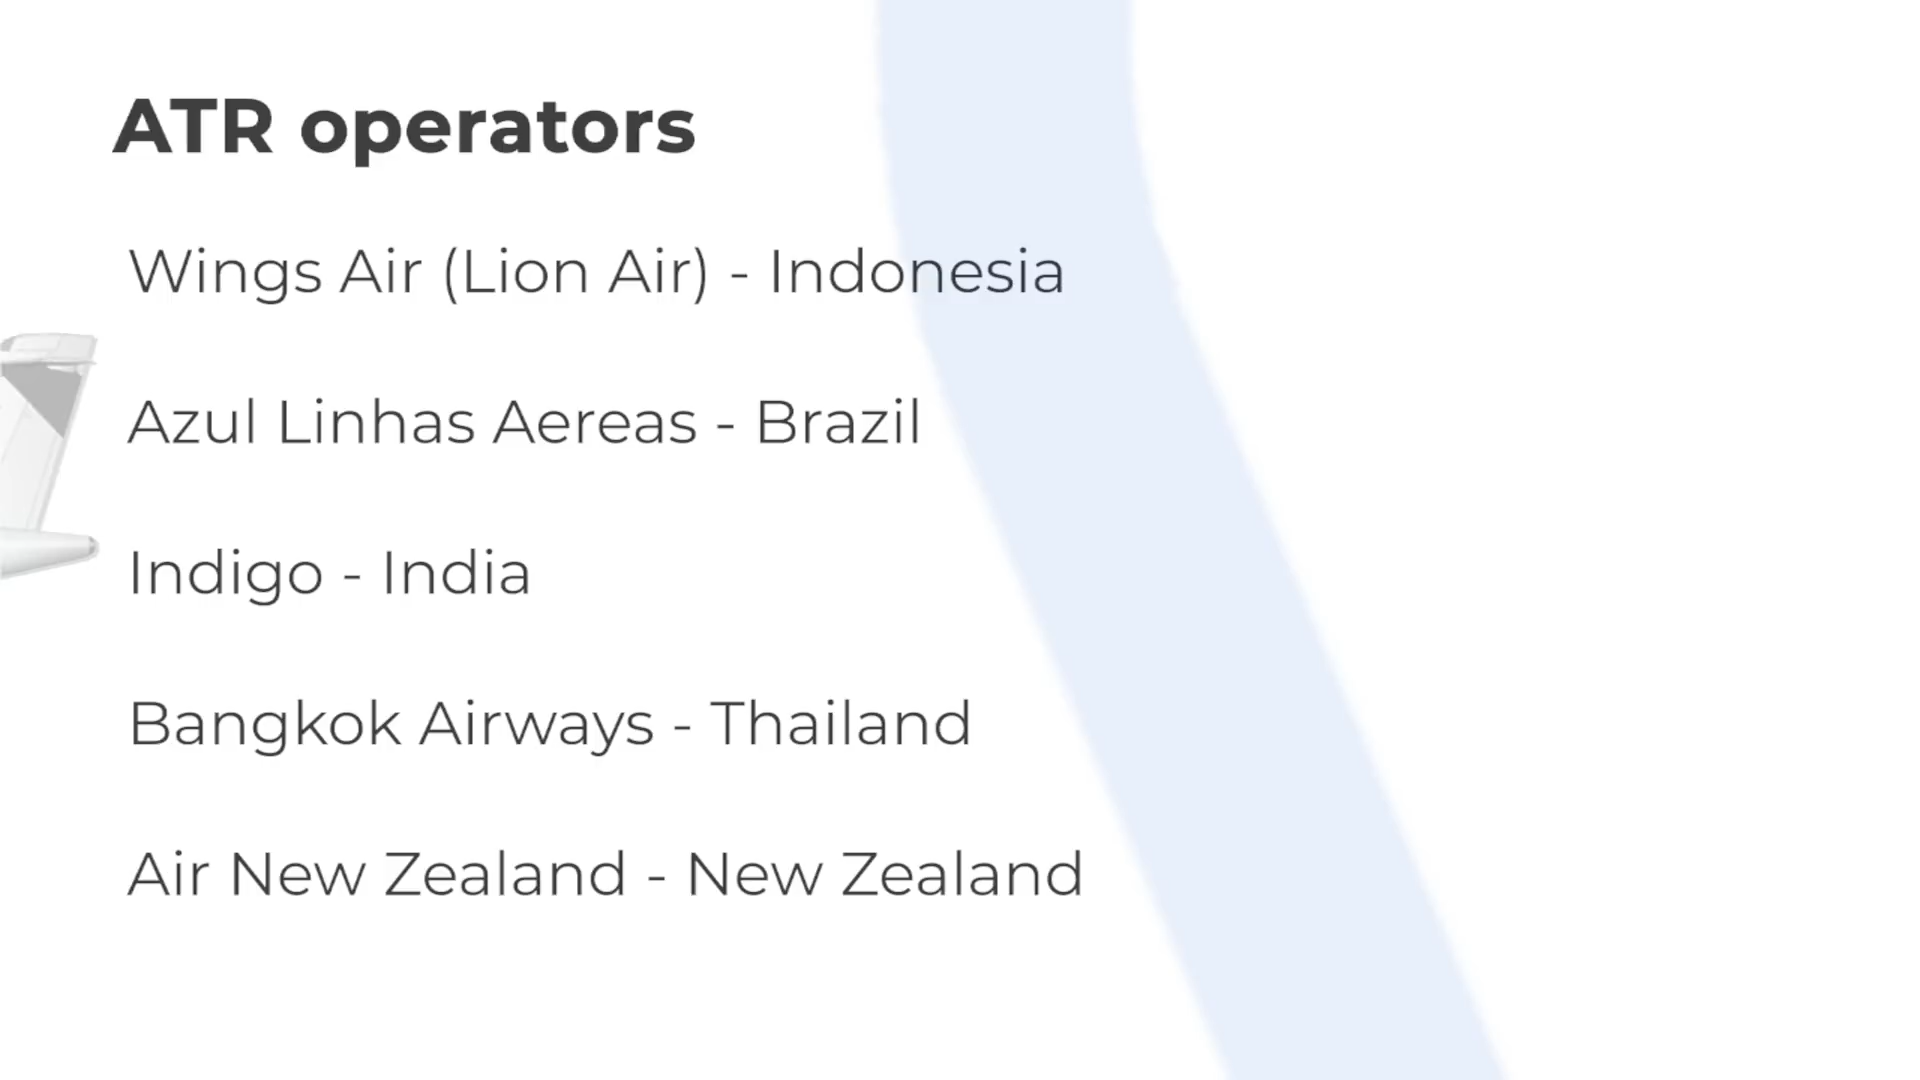 ATR operators
Wings Air (Lion Air) - Indonesia
Azul Linhas Aereas - Brazil
Indigo - India
Bangkok Airways - Thailand
Air New Zealand - New Zealand